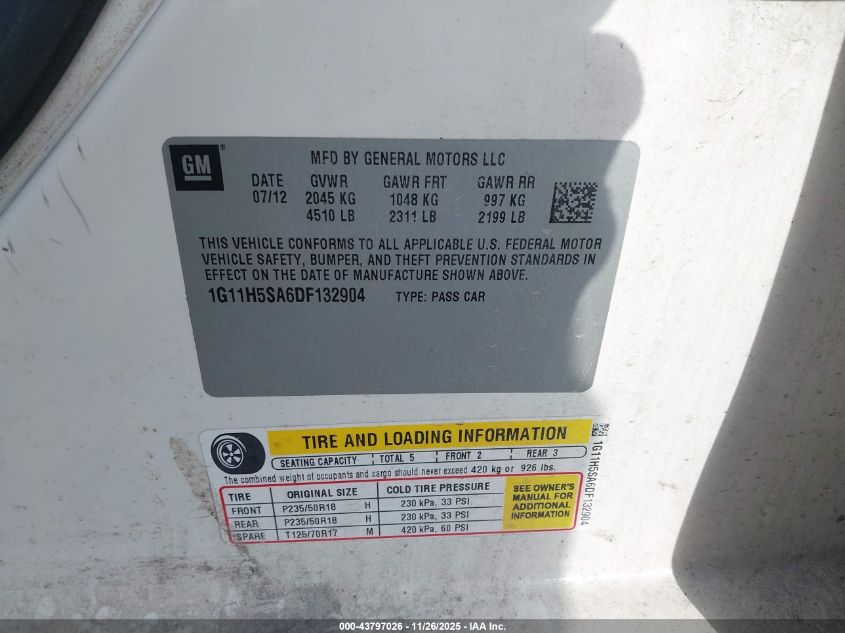 GM
MFD BY GENERAL MOTORS LLC
DATE GVWR GAWR FRT GAWR RR
07/12 2045 KG 1048 KG 997 KG
4510 LB 2311 LB 2199 LB
THIS VEHICLE CONFORMS TO ALL APPLICABLE U.S. FEDERAL MOTOR
VEHICLE SAFETY, BUMPER, AND THEFT PREVENTION STANDARDS IN
EFFECT ON THE DATE OF MANUFACTURE SHOWN ABOVE.
1G11H5SA6DF132904 TYPE: PASS CAR
TIRE AND LOADING INFORMATION
SEATING CAPACITY TOTAL 5 FRONT 2 REAR 3
The combined weight of occupants and cargo should never exceed 420 kg or 926 lbs.
TIRE ORIGINAL SIZE COLD TIRE PRESSURE
FRONT P235/50R18 H 230 kPa, 33 PSI
REAR P235/50R18 H 230 kPa, 33 PSI
SPARE T125/70R17 M 420 kPa, 60 PSI
SEE OWNER'S
MANUAL FOR
ADDITIONAL
INFORMATION
1G11H5SA6DF132904
000-43797026 - 11/26/2025 - IAA Inc.